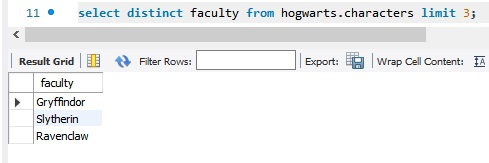 11 select distinct faculty from hogwarts.characters limit 3;
Result Grid Filter Rows: Export: Wrap Cell Content: IA
faculty
Gryffindor
Slytherin
Ravenclaw